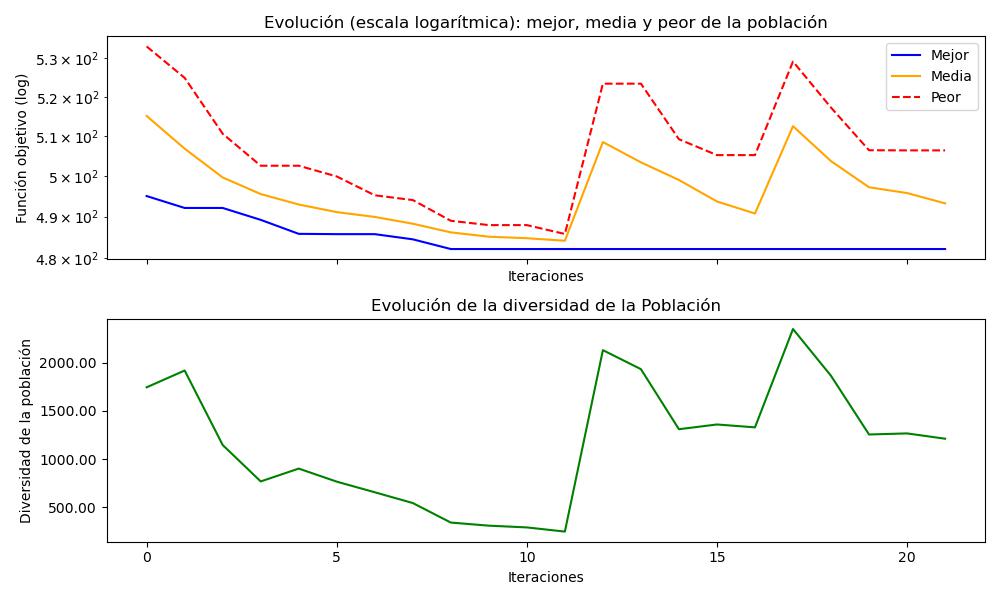 Evolución (escala logarítmica): mejor, media y peor de la población
Función objetivo (log)
5.3 × 10²
5.2 × 10²
5.1 × 10²
5 × 10²
4.9 × 10²
4.8 × 10²
Mejor
Media
Peor
Iteraciones
Evolución de la diversidad de la Población
Diversidad de la población
2000.00
1500.00
1000.00
500.00
0 5 10 15 20
Iteraciones